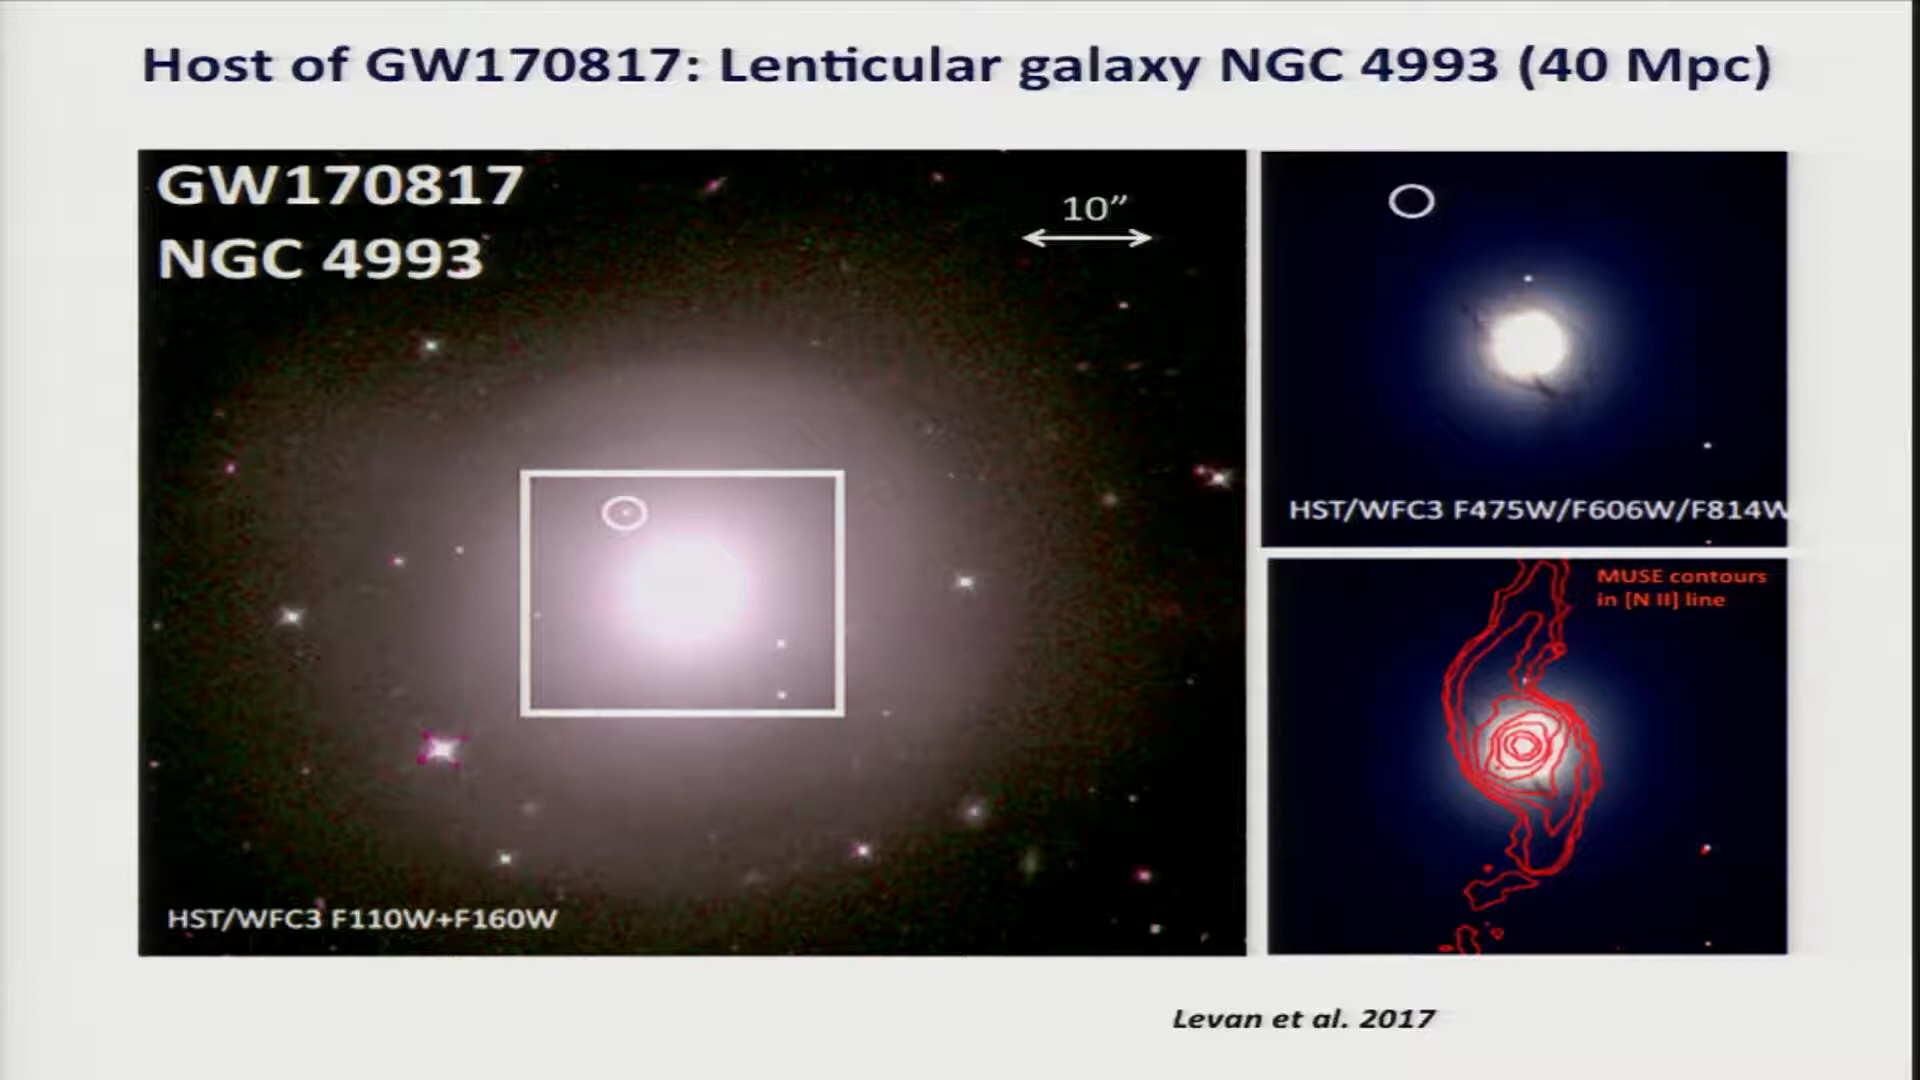 Host of GW170817: Lenticular galaxy NGC 4993 (40 Mpc)
GW170817
NGC 4993
10”
HST/WFC3 F110W+F160W
HST/WFC3 F475W/F606W/F814W
MUSE contours
in [N II] line
Levan et al. 2017